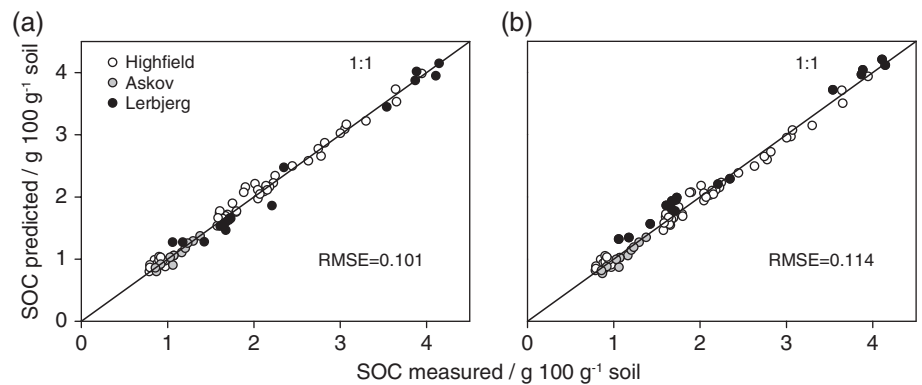 (a)
(b)
Highfield
Askov
Lerbjerg
1:1
1:1
RMSE=0.101
RMSE=0.114
SOC predicted / g 100 g⁻¹ soil
4
3
2
1
0
0 1 2 3 4
0 1 2 3 4
SOC measured / g 100 g⁻¹ soil